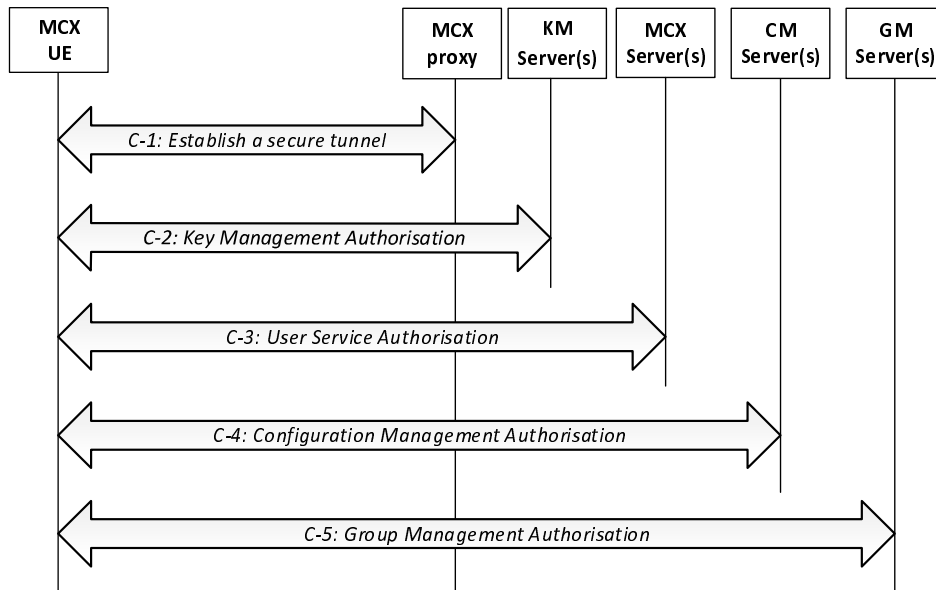 MCX
UE
MCX
proxy
KM
Server(s)
MCX
Server(s)
CM
Server(s)
GM
Server(s)
C-1: Establish a secure tunnel
C-2: Key Management Authorisation
C-3: User Service Authorisation
C-4: Configuration Management Authorisation
C-5: Group Management Authorisation